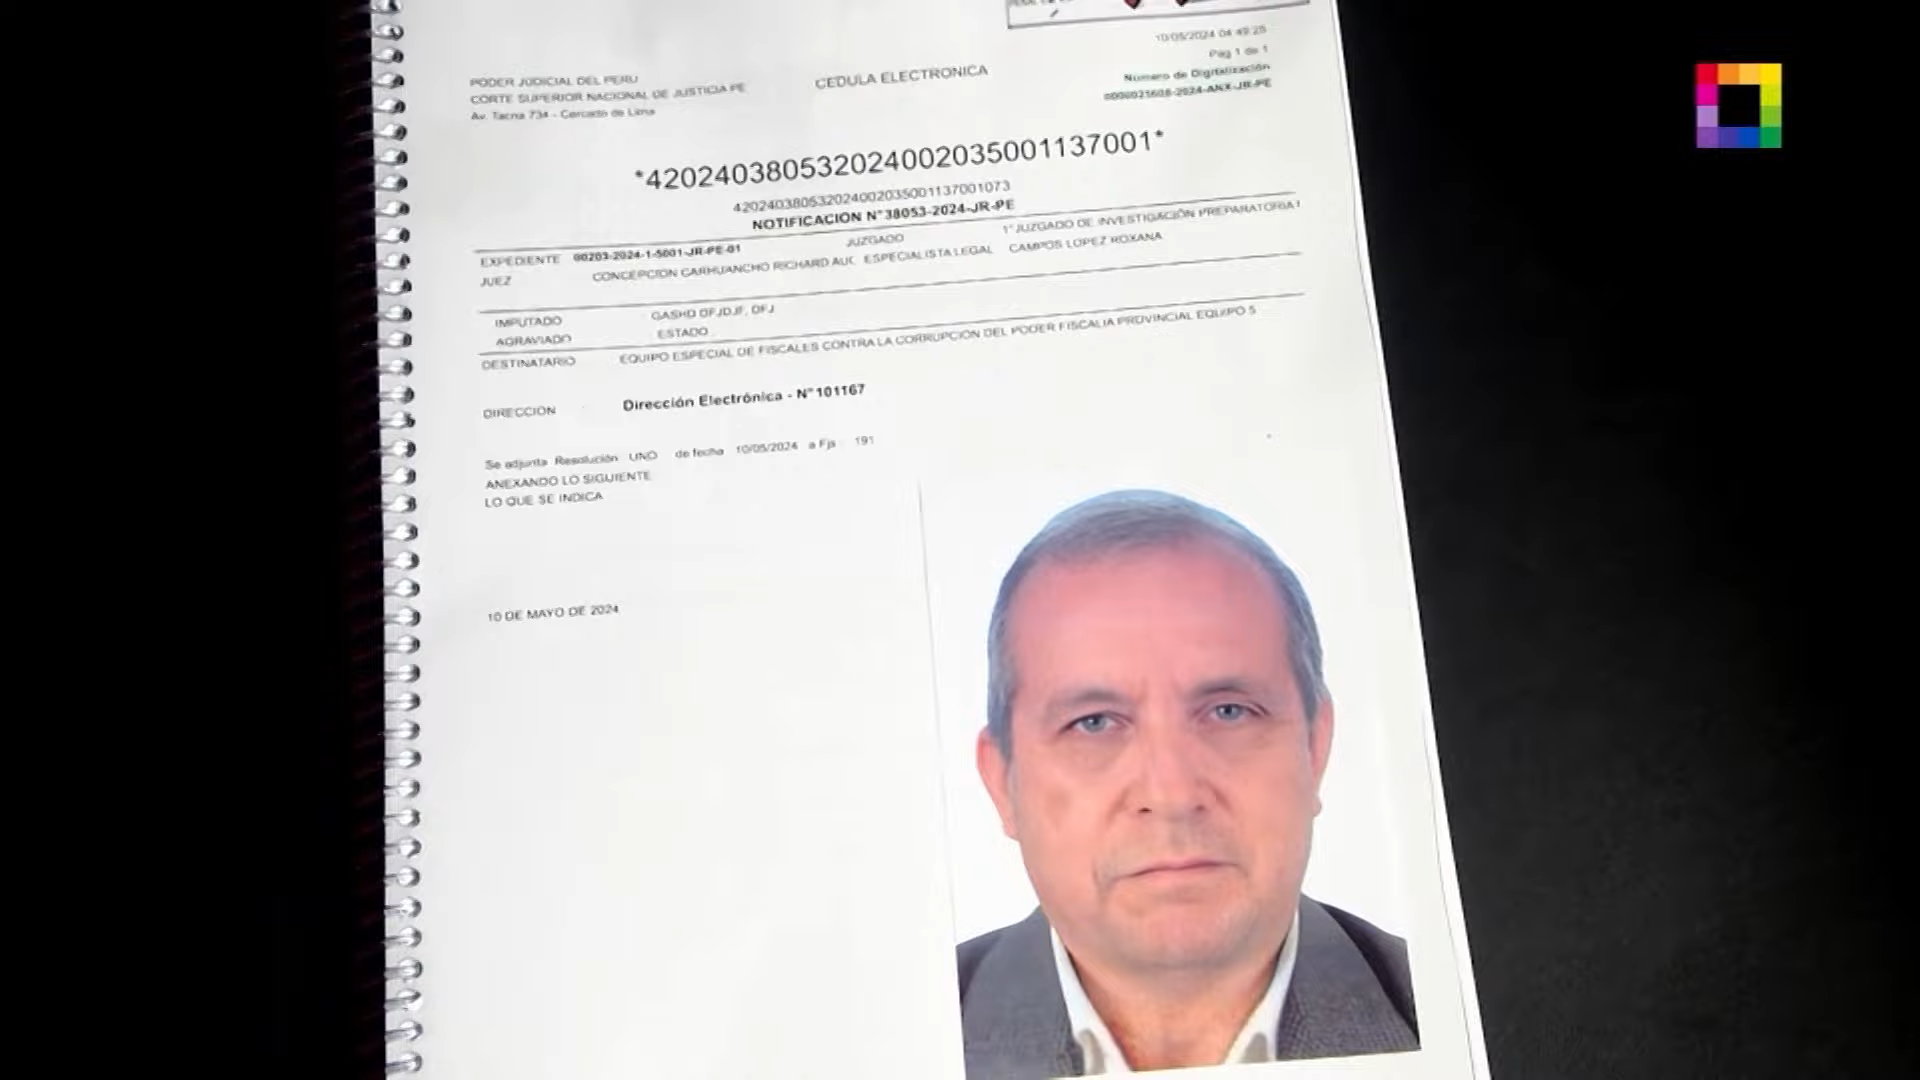 10/05/2024 04:49:25
Pag 1 de 1
Numero de Digitalización
0000025608-2024-ANX-JR-PE
PODER JUDICIAL DEL PERU
CORTE SUPERIOR NACIONAL DE JUSTICIA PE
Av. Tacna 734 - Cercado de Lima
CEDULA ELECTRONICA
*420240380532024002035001137001*
420240380532024002035001137001073
NOTIFICACION N° 38053-2024-JR-PE
EXPEDIENTE 00203-2024-1-5001-JR-PE-01 JUZGADO 1° JUZGADO DE INVESTIGACIÓN PREPARATORIA
JUEZ CONCEPCION CARHUANCHO RICHARD AUG ESPECIALISTA LEGAL CAMPOS LOPEZ ROXANA
IMPUTADO GASHD DFJDJF, DFJ
AGRAVIADO ESTADO
DESTINATARIO EQUIPO ESPECIAL DE FISCALES CONTRA LA CORRUPCION DEL PODER FISCALIA PROVINCIAL EQUIPO 5
DIRECCION Dirección Electrónica - N° 101167
Se adjunta Resolución UNO de fecha 10/05/2024 a Fjs 191
ANEXANDO LO SIGUIENTE
LO QUE SE INDICA
10 DE MAYO DE 2024